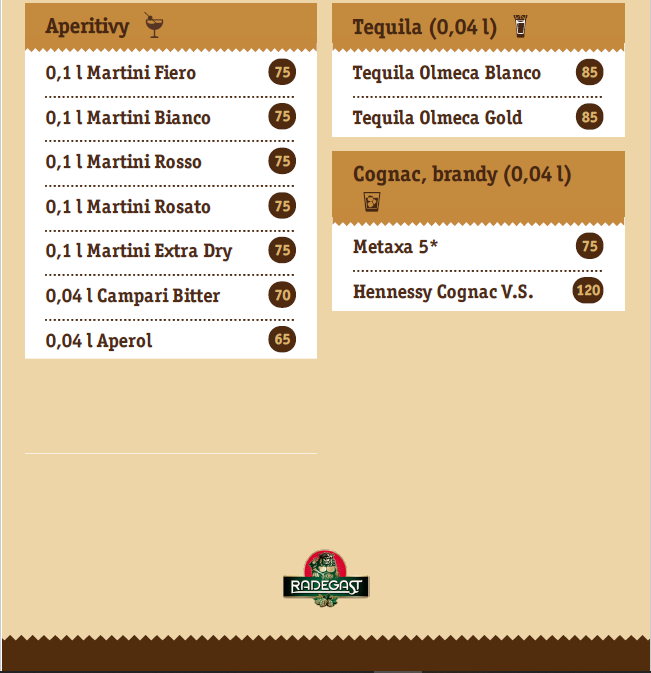 Aperitivy
0,1 l Martini Fiero 75
0,1 l Martini Bianco 75
0,1 l Martini Rosso 75
0,1 l Martini Rosato 75
0,1 l Martini Extra Dry 75
0,04 l Campari Bitter 70
0,04 l Aperol 65
Tequila (0,04 l)
Tequila Olmeca Blanco 85
Tequila Olmeca Gold 85
Cognac, brandy (0,04 l)
Metaxa 5* 75
Hennessy Cognac V.S. 120
RADEGAST